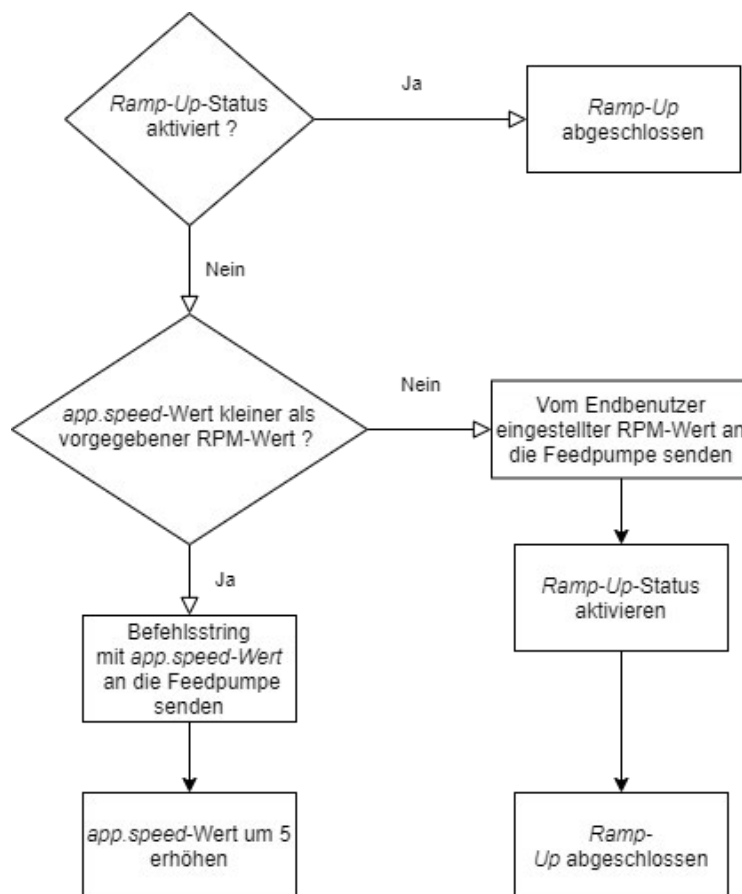 Ramp-Up-Status
aktiviert ?
Ja
Ramp-Up
abgeschlossen
Nein
app.speed-Wert kleiner als
vorgegebener RPM-Wert ?
Nein
Vom Endbenutzer
eingestellter RPM-Wert an
die Feedpumpe senden
Ja
Ramp-Up-Status
aktivieren
Befehlsstring
mit app.speed-Wert
an die Feedpumpe
senden
app.speed-Wert um 5
erhöhen
Ramp-
Up abgeschlossen